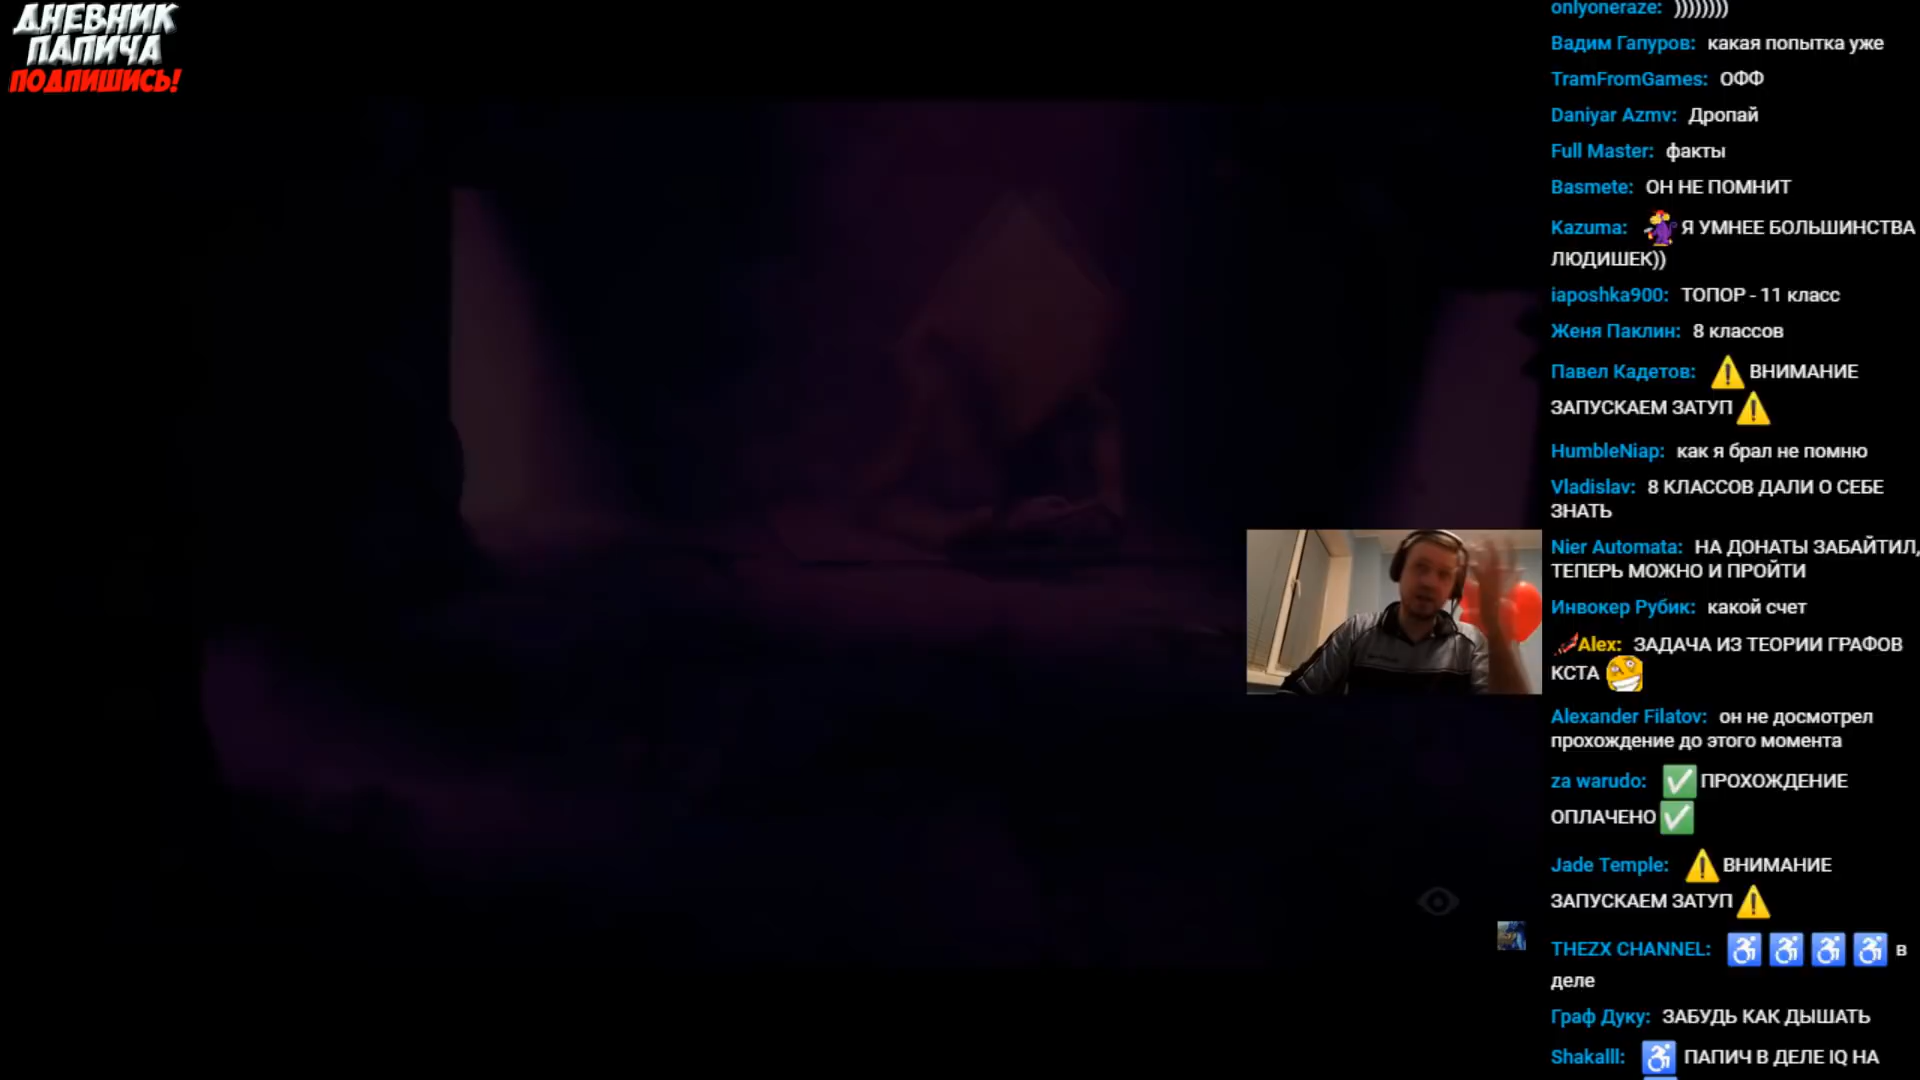 ДНЕВНИК
ПАПИЧА
ПОДПИШИСЬ!
onlyoneraze: ))))))))
Вадим Гапуров: какая попытка уже
TramFromGames: ОФФ
Daniyar Azmv: Дропай
Full Master: факты
Basmete: ОН НЕ ПОМНИТ
Kazuma: Я УМНЕЕ БОЛЬШИНСТВА
ЛЮДИШЕК))
iaposhka900: ТОПОР - 11 класс
Женя Паклин: 8 классов
Павел Кадетов: ВНИМАНИЕ
ЗАПУСКАЕМ ЗАТУП
HumbleNiap: как я брал не помню
Vladislav: 8 КЛАССОВ ДАЛИ О СЕБЕ
ЗНАТЬ
Nier Automata: НА ДОНАТЫ ЗАБАЙТИЛ,
ТЕПЕРЬ МОЖНО И ПРОЙТИ
Инвокер Рубик: какой счет
Alex: ЗАДАЧА ИЗ ТЕОРИИ ГРАФОВ
КСТА
Alexander Filatov: он не досмотрел
прохождение до этого момента
za warudo: ПРОХОЖДЕНИЕ
ОПЛАЧЕНО
Jade Temple: ВНИМАНИЕ
ЗАПУСКАЕМ ЗАТУП
THEZX CHANNEL: в
деле
Граф Дуку: ЗАБУДЬ КАК ДЫШАТЬ
Shakalll: ПАПИЧ В ДЕЛЕ IQ НА